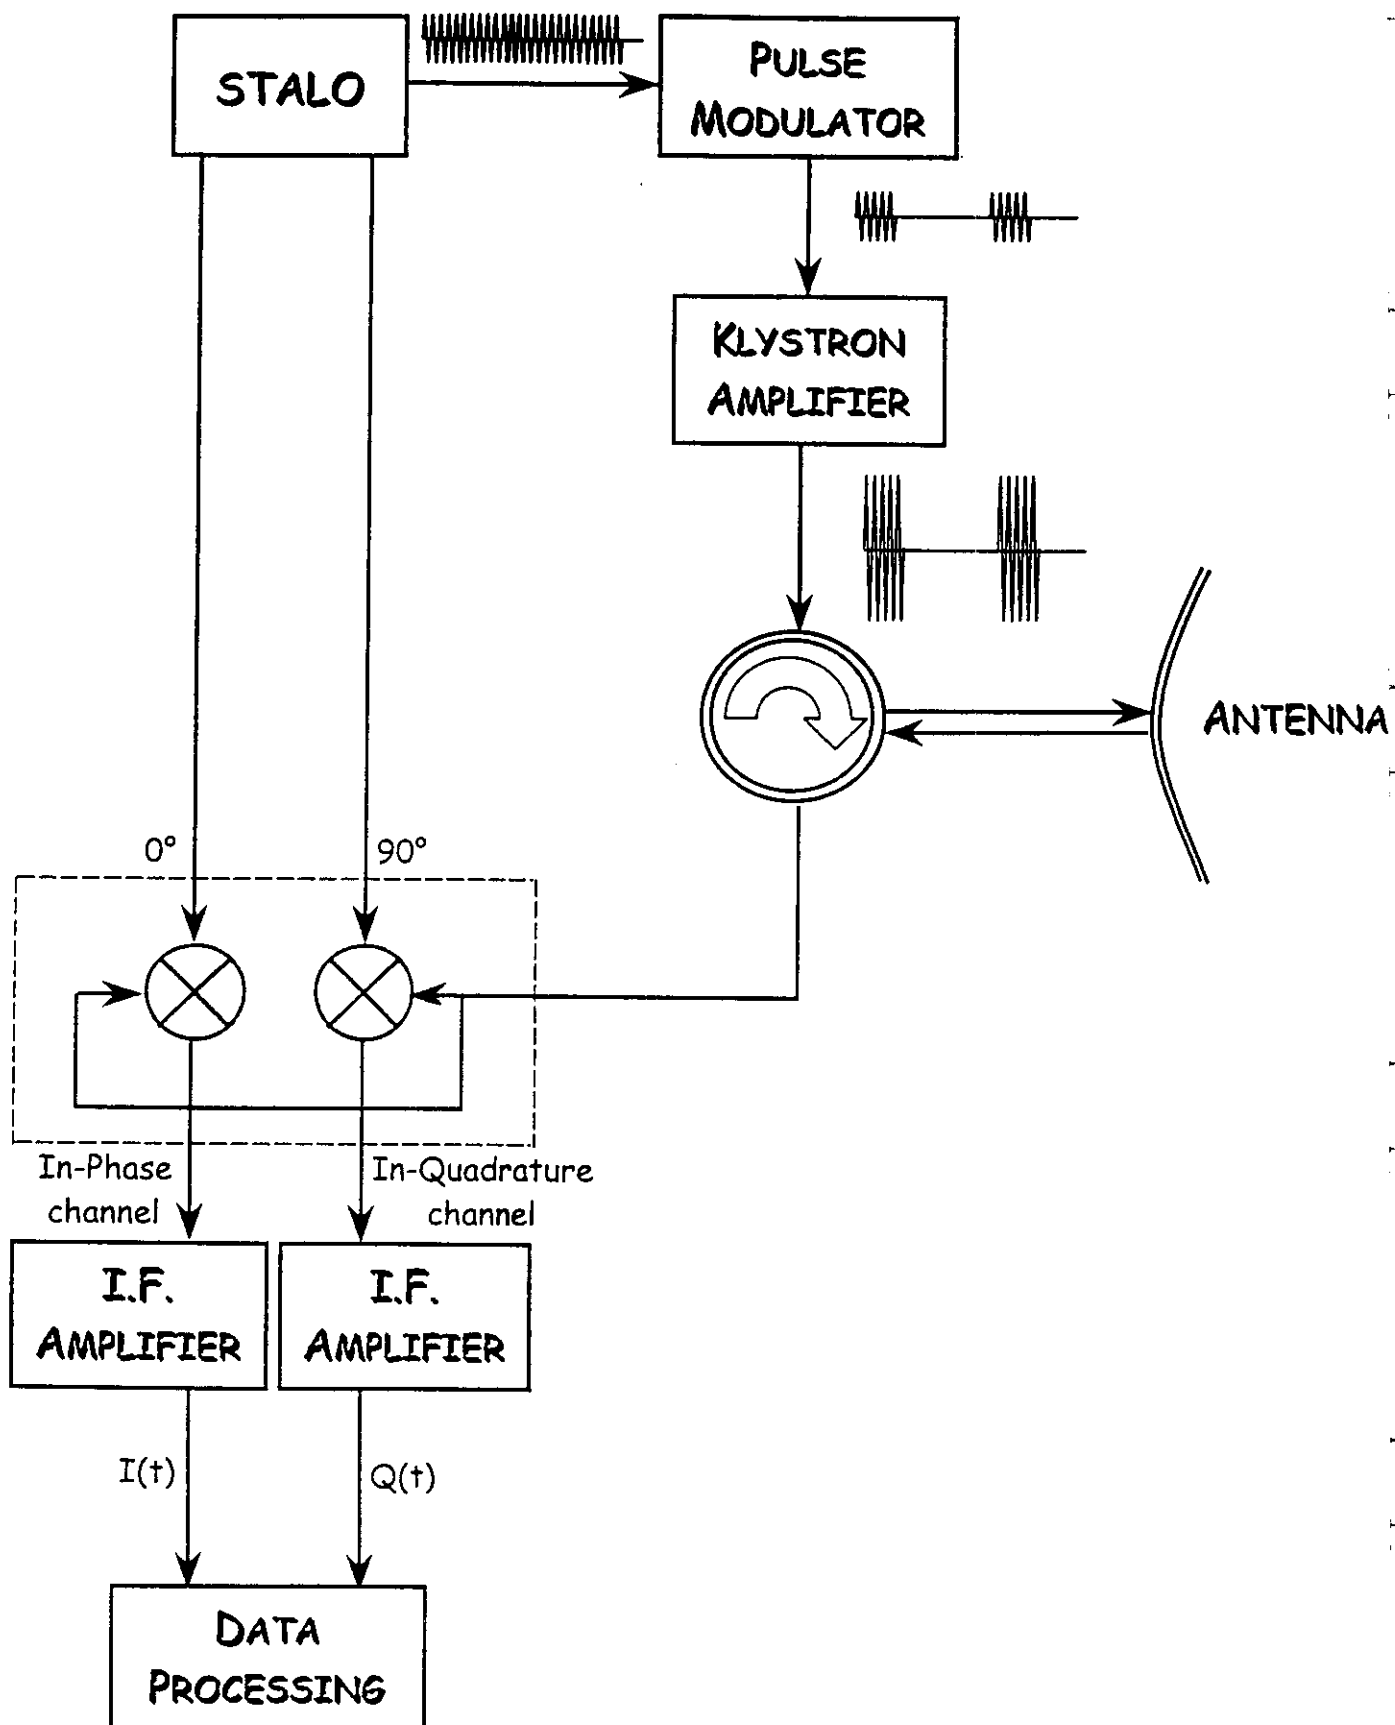 STALO
PULSE
MODULATOR
KLYSTRON
AMPLIFIER
ANTENNA
0°
90°
In-Phase
channel
In-Quadrature
channel
I.F.
AMPLIFIER
I.F.
AMPLIFIER
I(t)
Q(t)
DATA
PROCESSING